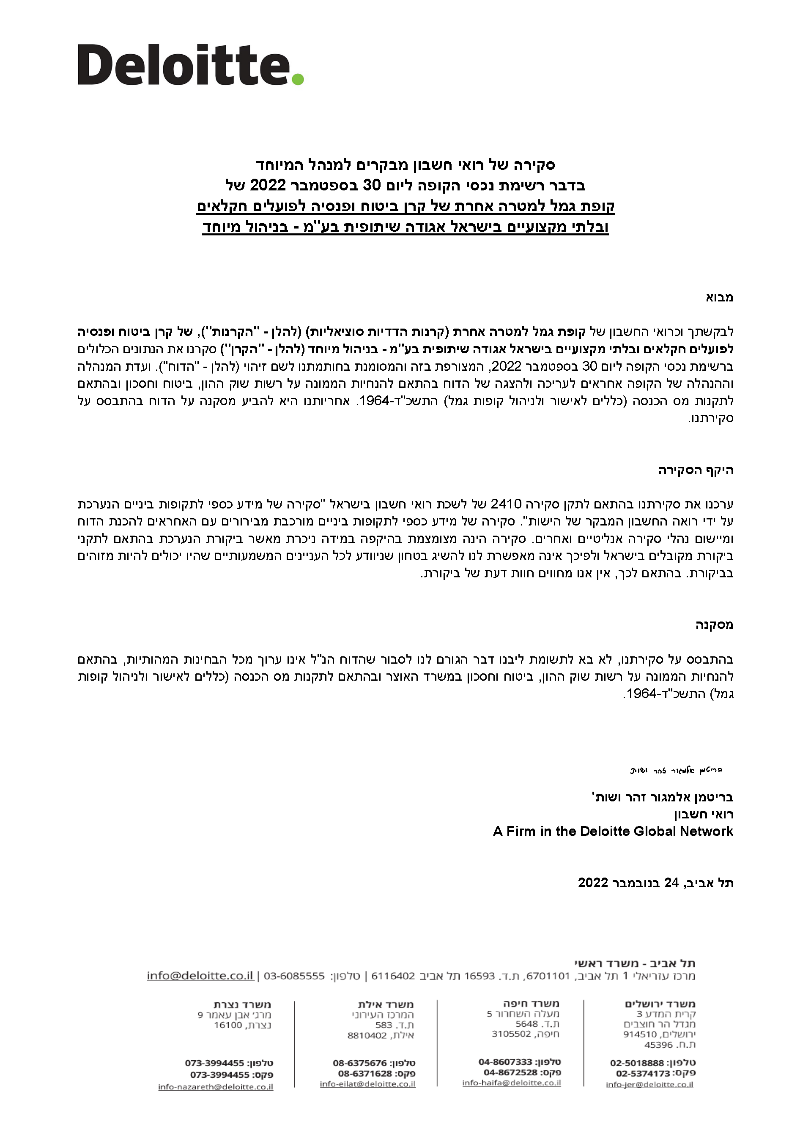 Deloitte.
סקירה של רואי חשבון מבקרים למנהל המיוחד
בדבר רשימת נכסי הקופה ליום 30 בספטמבר 2022 של
קופת גמל למטרה אחרת של קרן ביטוח ופנסיה לפועלים חקלאים
ובלתי מקצועיים בישראל אגודה שיתופית בע"מ - בניהול מיוחד
מבוא
לבקשתך וכרואי החשבון של קופת גמל למטרה אחרת (קרנות הדדיות סוציאליות) (להלן - "הקרנות"), של קרן ביטוח ופנסיה
לפועלים חקלאים ובלתי מקצועיים בישראל אגודה שיתופית בע"מ - בניהול מיוחד (להלן - "הקרן") סקרנו את הנתונים הכלולים
ברשימת נכסי הקופה ליום 30 בספטמבר 2022, המצורפת בזה והמסומנת בחותמתנו לשם זיהוי (להלן - "הדוח"). ועדת המנהלה
וההנהלה של הקופה אחראים לעריכה ולהצגה של הדוח בהתאם להנחיות הממונה על רשות שוק ההון, ביטוח וחסכון ובהתאם
לתקנות מס הכנסה (כללים לאישור ולניהול קופות גמל) התשכ"ד-1964. אחריותנו היא להביע מסקנה על הדוח בהתבסס על
סקירתנו.
היקף הסקירה
ערכנו את סקירתנו בהתאם לתקן סקירה 2410 של לשכת רואי חשבון בישראל "סקירה של מידע כספי לתקופות ביניים הנערכת
על ידי רואה החשבון המבקר של הישות". סקירה של מידע כספי לתקופות ביניים מורכבת מבירורים עם האחראים להכנת הדוח
ומיישום נהלי סקירה אנליטיים ואחרים. סקירה הינה מצומצמת בהיקפה במידה ניכרת מאשר ביקורת הנערכת בהתאם לתקני
ביקורת מקובלים בישראל ולפיכך אינה מאפשרת לנו להשיג בטחון שניוודע לכל העניינים המשמעותיים שהיו יכולים להיות מזוהים
בביקורת. בהתאם לכך, אין אנו מחווים חוות דעת של ביקורת.
מסקנה
בהתבסס על סקירתנו, לא בא לתשומת ליבנו דבר הגורם לנו לסבור שהדוח הנ"ל אינו ערוך מכל הבחינות המהותיות, בהתאם
להנחיות הממונה על רשות שוק ההון, ביטוח וחסכון במשרד האוצר ובהתאם לתקנות מס הכנסה (כללים לאישור ולניהול קופות
גמל) התשכ"ד-1964.
בריטמן אלמגור זהר ושות'
בריטמן אלמגור זהר ושות'
רואי חשבון
A Firm in the Deloitte Global Network
תל אביב, 24 בנובמבר 2022
תל אביב - משרד ראשי
מרכז עזריאלי 1 תל אביב, 6701101, ת.ד. 16593 תל אביב 6116402 | טלפון: 03-6085555 | info@deloitte.co.il
משרד ירושלים
קרית המדע 3
מגדל הר חוצבים
ירושלים, 914510
ת.ח. 45396
טלפון: 02-5018888
פקס: 02-5374173
info-jer@deloitte.co.il
משרד חיפה
מעלה השחרור 5
ת.ד. 5648
חיפה, 3105502
טלפון: 04-8607333
פקס: 04-8672528
info-haifa@deloitte.co.il
משרד אילת
המרכז העירוני
ת.ד. 583
אילת, 8810402
טלפון: 08-6375676
פקס: 08-6371628
info-eilat@deloitte.co.il
משרד נצרת
מרג' אבן עאמר 9
נצרת, 16100
טלפון: 073-3994455
פקס: 073-3994455
info-nazareth@deloitte.co.il